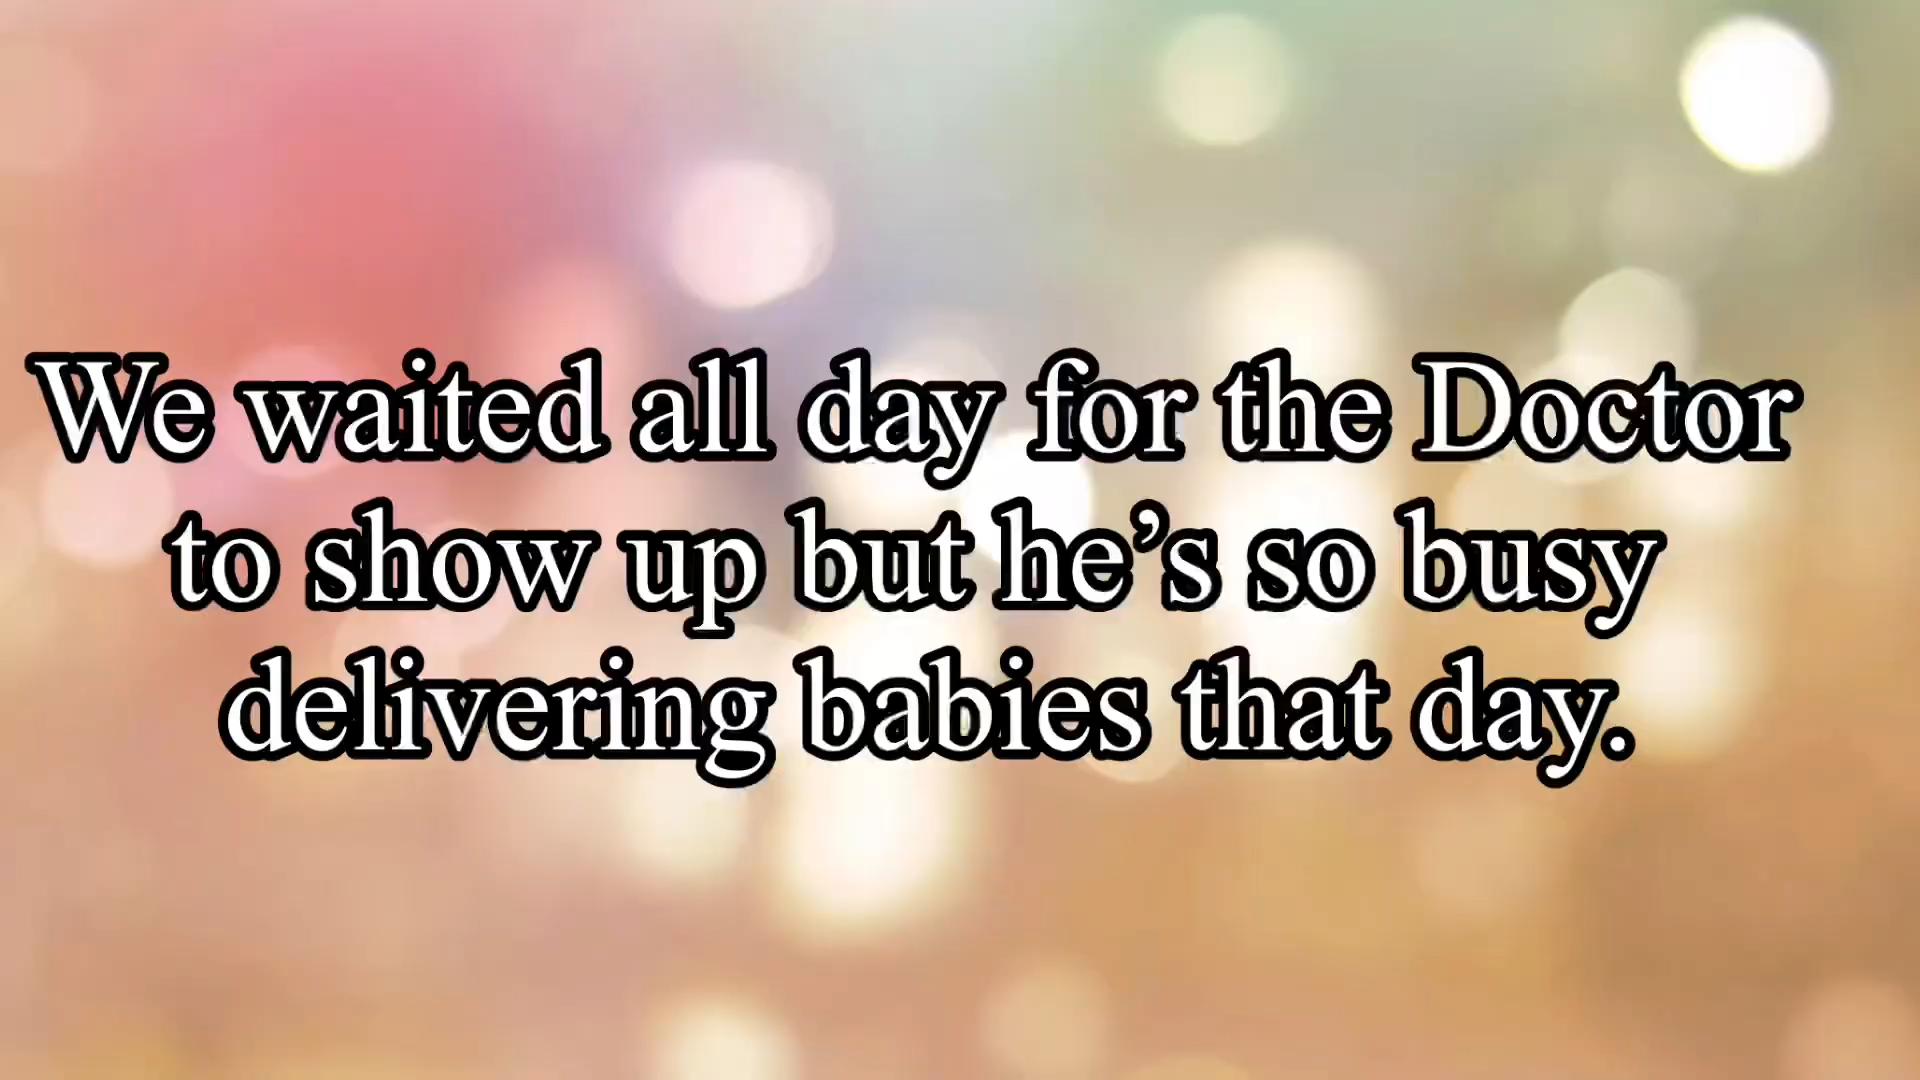 We waited all day for the Doctor
to show up but he’s so busy
delivering babies that day.